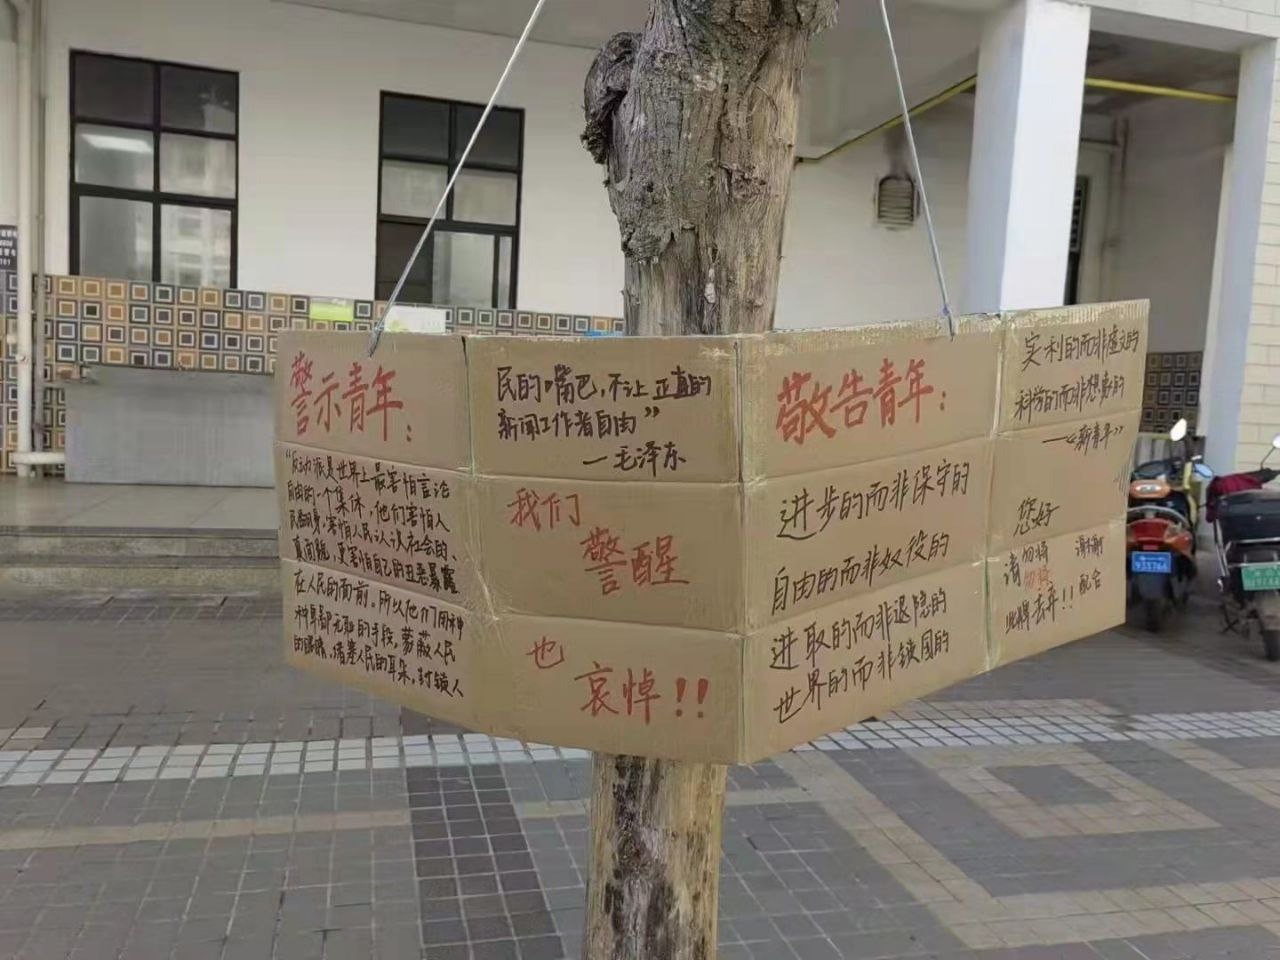 警示青年:
“反动派是世界上最害怕言论
自由的一个集体，他们害怕人
民翻身，害怕人民认识社会的
真面貌，更害怕自己的丑恶暴露
在人民的面前，所以他们用种
种卑鄙无耻的手段，蒙蔽人民
的眼睛，堵塞人民的耳朵，封锁人
民的嘴巴，不让正直的
新闻工作者自由”
—毛泽东
我们
警醒
也
哀悼!!
敬告青年:
进步的而非保守的
自由的而非奴役的
进取的而非退隐的
世界的而非锁国的
实利的而非虚文的
科学的而非想象的
—《新青年》
您好
请勿将
勿将
此牌丢弃!!
谢谢
配合